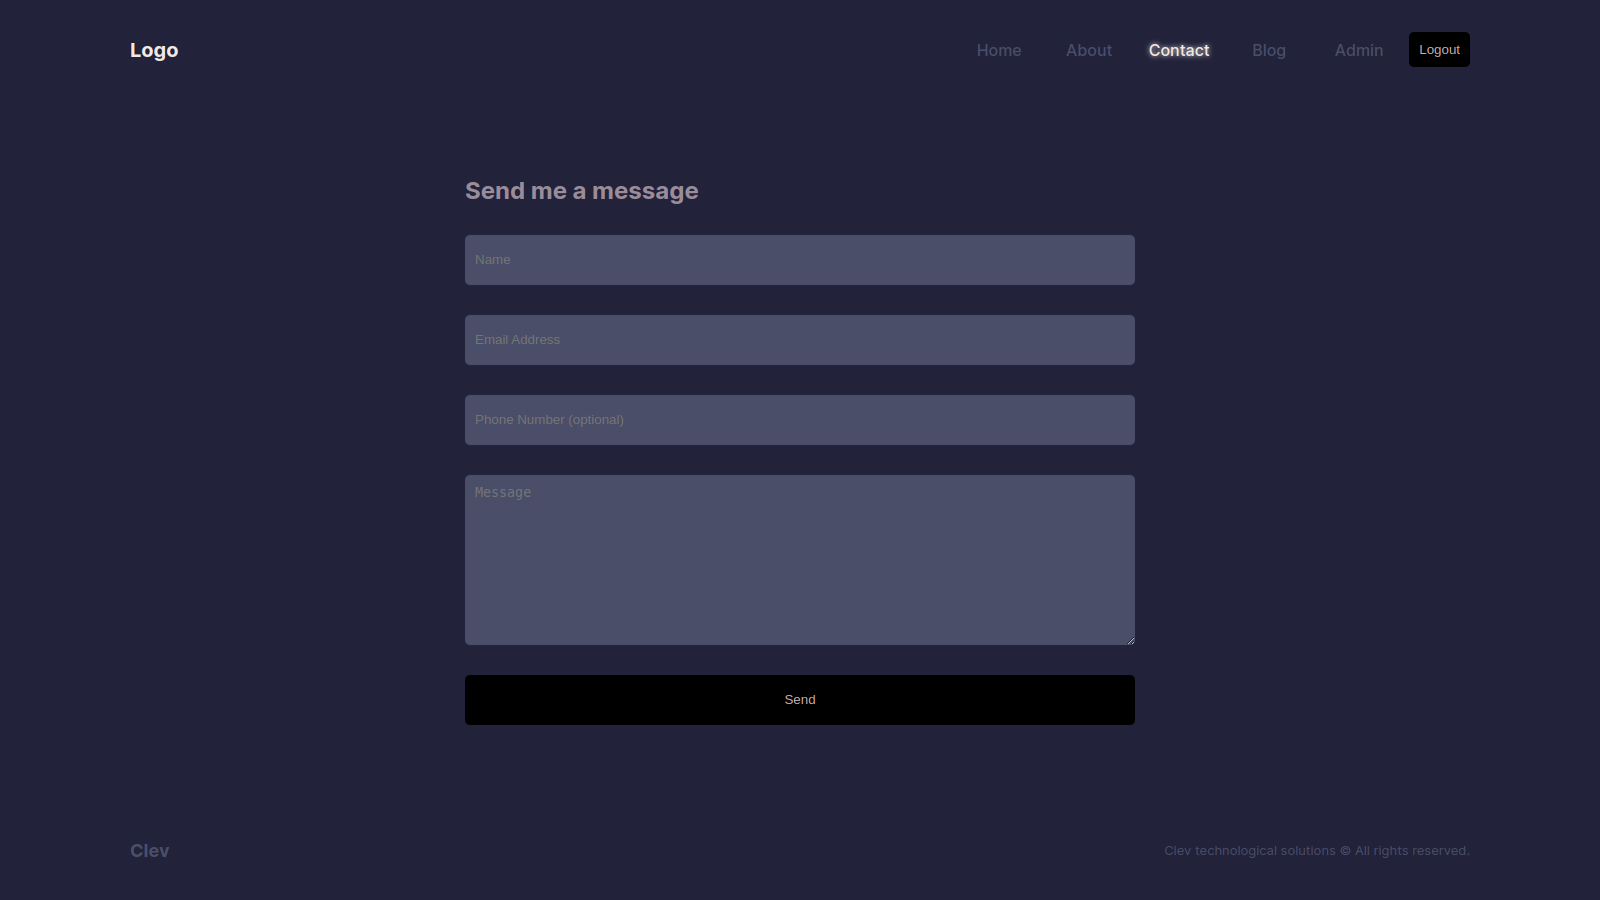 Logo
Home About Contact Blog Admin Logout
Send me a message
Name
Email Address
Phone Number (optional)
Message
Send
Clev
Clev technological solutions © All rights reserved.